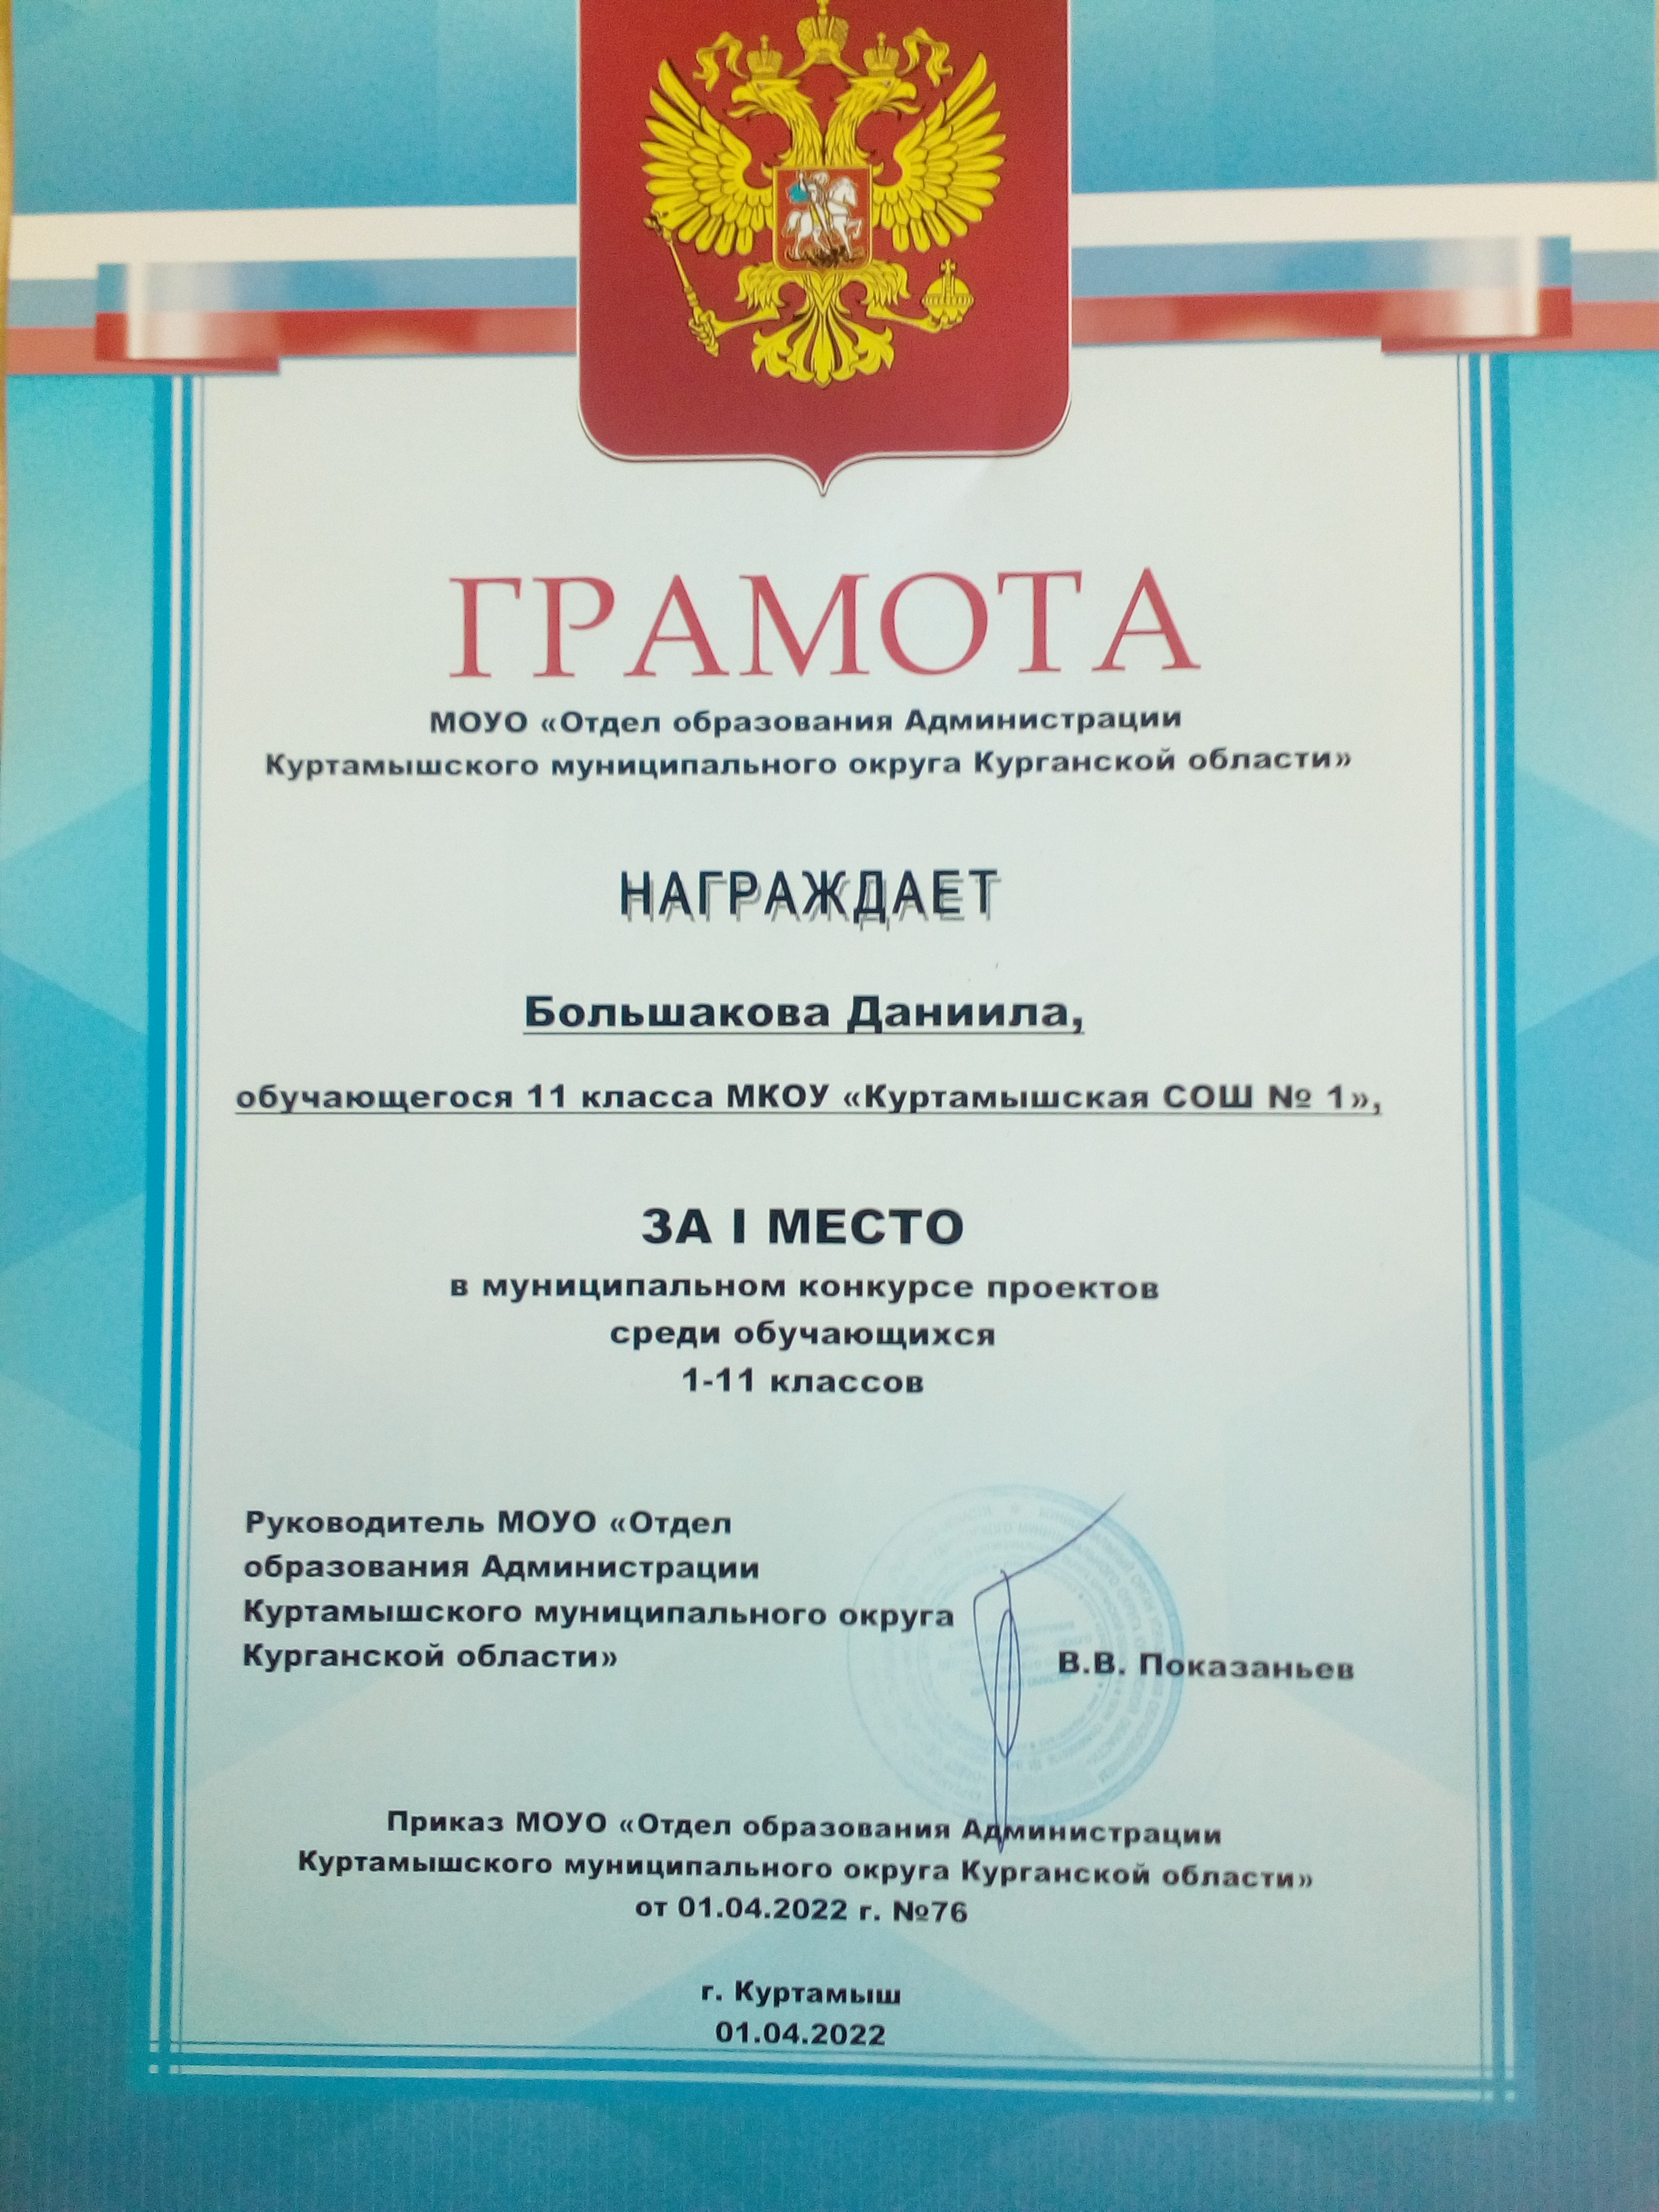 ГРАМОТА
МОУО «Отдел образования Администрации
Куртамышского муниципального округа Курганской области»
НАГРАЖДАЕТ
Большакова Даниила,
обучающегося 11 класса МКОУ «Куртамышская СОШ № 1»,
ЗА I МЕСТО
в муниципальном конкурсе проектов
среди обучающихся
1-11 классов
Руководитель МОУО «Отдел
образования Администрации
Куртамышского муниципального округа
Курганской области»
В.В. Показаньев
Приказ МОУО «Отдел образования Администрации
Куртамышского муниципального округа Курганской области»
от 01.04.2022 г. №76
г. Куртамыш
01.04.2022